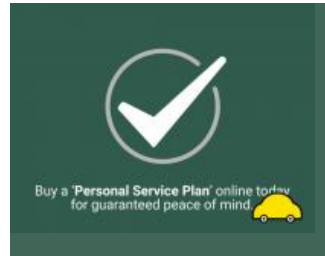 Buy a 'Personal Service Plan' online today
for guaranteed peace of mind.